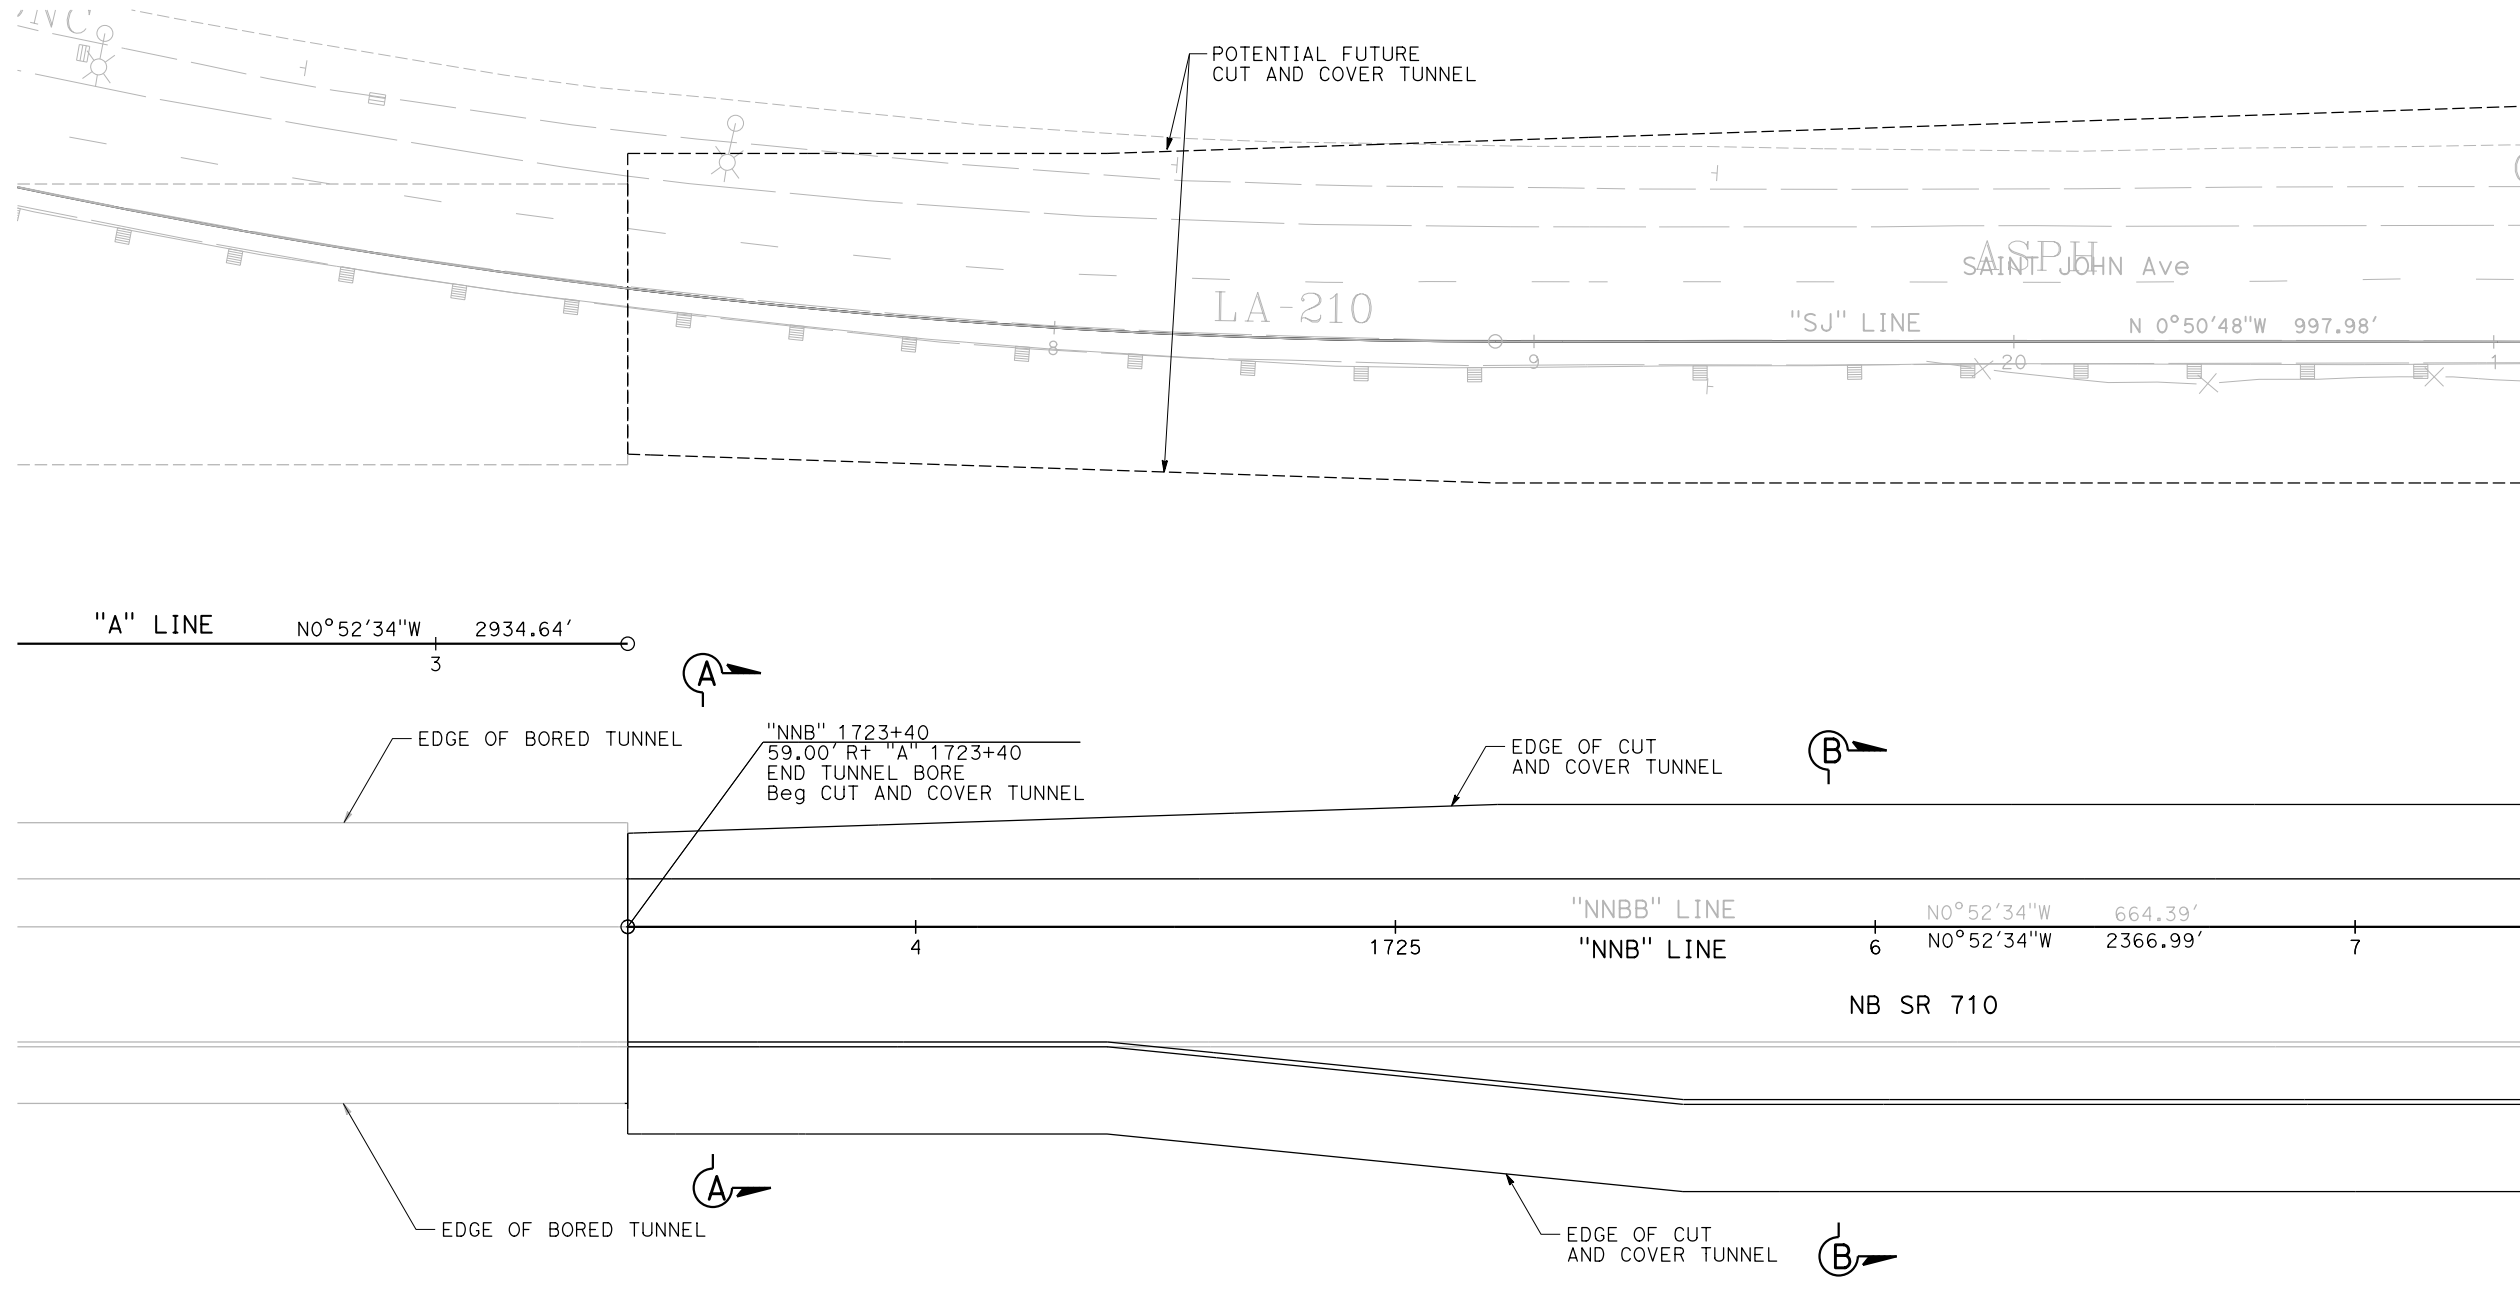 POTENTIAL FUTURE
CUT AND COVER TUNNEL
ASPH
SAINT JOHN Ave
LA-210
"SJ" LINE
N 0°50'48"W 997.98'
8
9
20
1
"A" LINE
N0°52'34"W 2934.64'
3
A
EDGE OF BORED TUNNEL
"NNB" 1723+40
59.00' Rt "A" 1723+40
END TUNNEL BORE
Beg CUT AND COVER TUNNEL
EDGE OF CUT
AND COVER TUNNEL
B
"NNBB" LINE
N0°52'34"W 664.39'
4
1725
"NNB" LINE
6
N0°52'34"W 2366.99'
7
NB SR 710
A
EDGE OF BORED TUNNEL
EDGE OF CUT
AND COVER TUNNEL
B